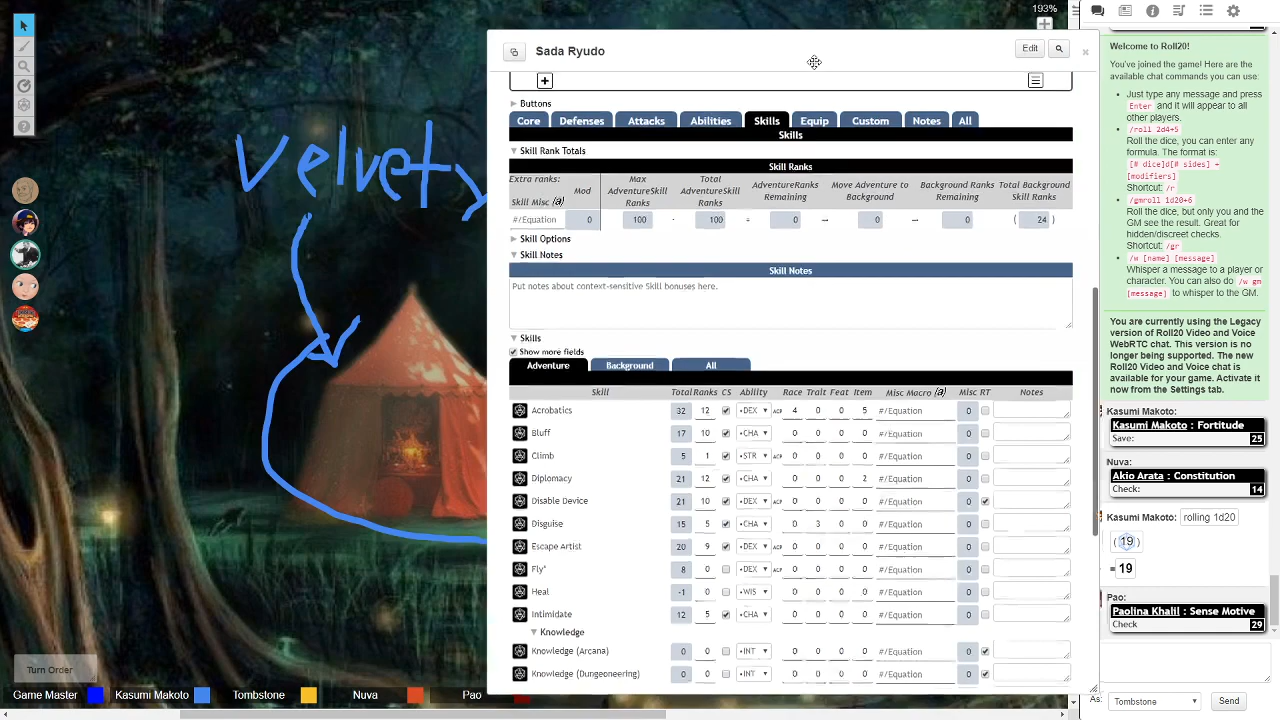 193%
Velvety
Sada Ryudo
Edit
Buttons
Core Defenses Attacks Abilities Skills Equip Custom Notes All
Skills
Skill Rank Totals
Skill Ranks
Extra ranks: Skill Misc (a) Mod Max AdventureSkill Ranks Total AdventureSkill Ranks AdventureRanks Remaining Move Adventure to Background Background Ranks Remaining Total Background Skill Ranks
#/Equation 0 100 - 100 = 0 0 0 ( 24 )
Skill Options
Skill Notes
Skill Notes
Put notes about context-sensitive Skill bonuses here.
Skills
Show more fields
Adventure Background All
Skill Total Ranks CS Ability Race Trait Feat Item Misc Macro (a) Misc RT Notes
Acrobatics 32 12 •DEX ACP 4 0 0 5 #/Equation 0
Bluff 17 10 •CHA 0 0 0 0 #/Equation 0
Climb 5 1 •STR ACP 0 0 0 0 #/Equation 0
Diplomacy 21 12 •CHA 0 0 0 2 #/Equation 0
Disable Device 21 10 •DEX ACP 0 0 0 0 #/Equation 0
Disguise 15 5 •CHA 0 3 0 0 #/Equation 0
Escape Artist 20 9 •DEX ACP 0 0 0 0 #/Equation 0
Fly* 8 0 •DEX ACP 0 0 0 0 #/Equation 0
Heal -1 0 •WIS 0 0 0 0 #/Equation 0
Intimidate 12 5 •CHA 0 0 0 0 #/Equation 0
Knowledge
Knowledge (Arcana) 0 0 •INT 0 0 0 0 #/Equation 0
Knowledge (Dungeoneering) 0 0 •INT 0 0 0 0 #/Equation 0
Turn Order
Game Master Kasumi Makoto Tombstone Nuva Pao
Welcome to Roll20!
You've joined the game! Here are the
available chat commands you can use:
Just type any message and press
Enter and it will appear to all
other players.
/roll 2d4+5
Roll the dice, you can enter any
formula. The format is:
[# dice]d[# sides] +
[modifiers]
Shortcut: /r
/gmroll 1d20+6
Roll the dice, but only you and the
GM see the result. Great for
hidden/discreet checks.
Shortcut: /gr
/w [name] [message]
Whisper a message to a player or
character. You can also do /w gm
[message] to whisper to the GM.
You are currently using the Legacy
version of Roll20 Video and Voice
WebRTC chat. This version is no
longer being supported. The new
Roll20 Video and Voice chat is
available for your game. Activate it
now from the Settings tab.
Kasumi Makoto:
Kasumi Makoto : Fortitude
Save: 25
Nuva:
Akio Arata : Constitution
Check: 14
Kasumi Makoto: rolling 1d20
( 19 )
= 19
Pao:
Paolina Khalil : Sense Motive
Check 29
As: Tombstone Send